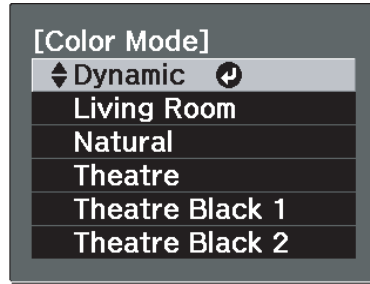 [Color Mode]
Dynamic
Living Room
Natural
Theatre
Theatre Black 1
Theatre Black 2